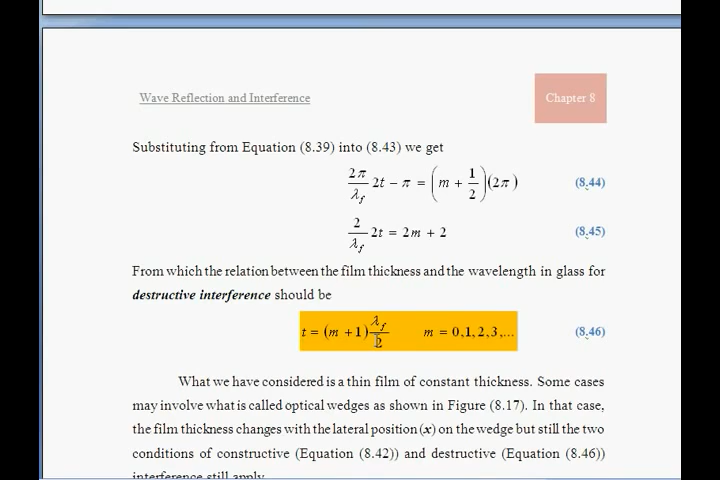 Wave Reflection and Interference Chapter 8
Substituting from Equation (8.39) into (8.43) we get
2π/λf 2t − π = (m + 1/2)(2π) (8.44)
2/λf 2t = 2m + 2 (8.45)
From which the relation between the film thickness and the wavelength in glass for
destructive interference should be
t = (m + 1) λf/2 m = 0,1,2,3,... (8.46)
What we have considered is a thin film of constant thickness. Some cases
may involve what is called optical wedges as shown in Figure (8.17). In that case,
the film thickness changes with the lateral position (x) on the wedge but still the two
conditions of constructive (Equation (8.42)) and destructive (Equation (8.46))
interference still apply.